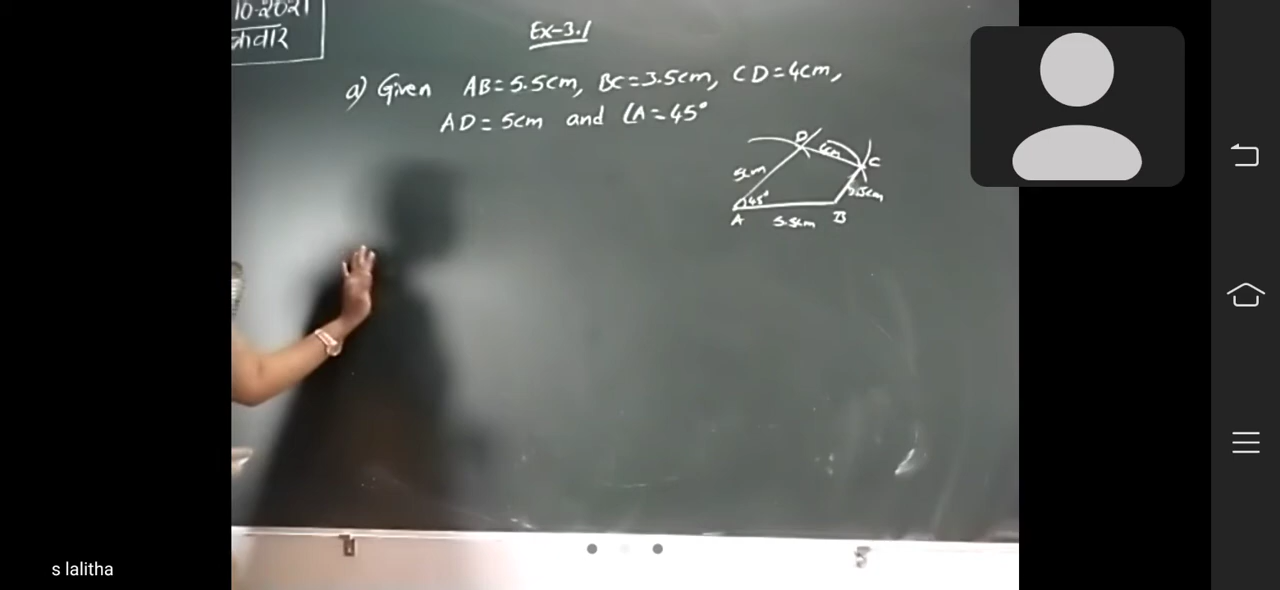 10-2021
Ex-3.1
a) Given AB=5.5cm, BC=3.5cm, CD=4cm,
AD=5cm and ∠A=45°
D
4cm
C
5cm
3.5cm
45°
A
5.5cm
B
s lalitha